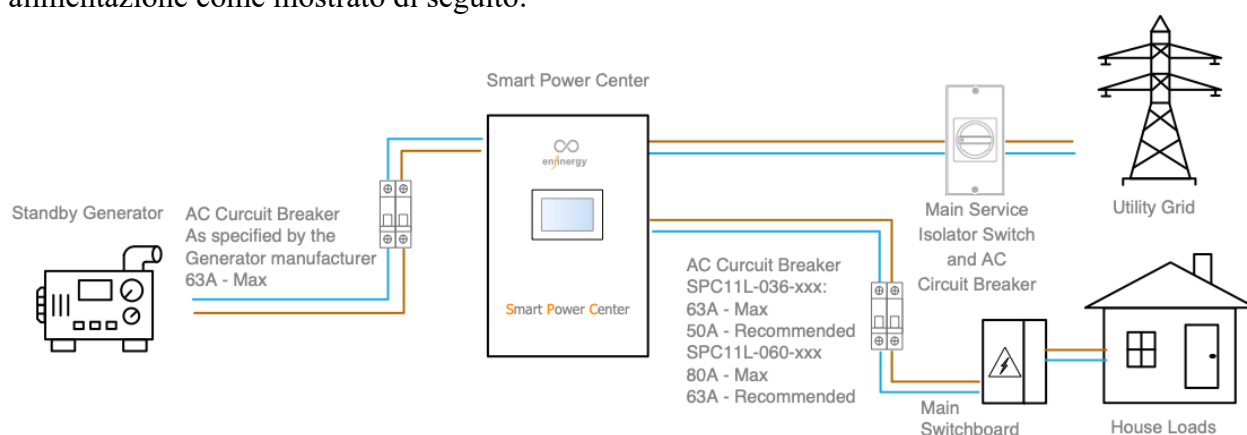 alimentazione come mostrato di seguito.
Smart Power Center
enfinergy
Smart Power Center
Standby Generator
AC Curcuit Breaker
As specified by the
Generator manufacturer
63A - Max
AC Curcuit Breaker
SPC11L-036-xxx:
63A - Max
50A - Recommended
SPC11L-060-xxx
80A - Max
63A - Recommended
Main Service
Isolator Switch
and AC
Circuit Breaker
Utility Grid
Main
Switchboard
House Loads